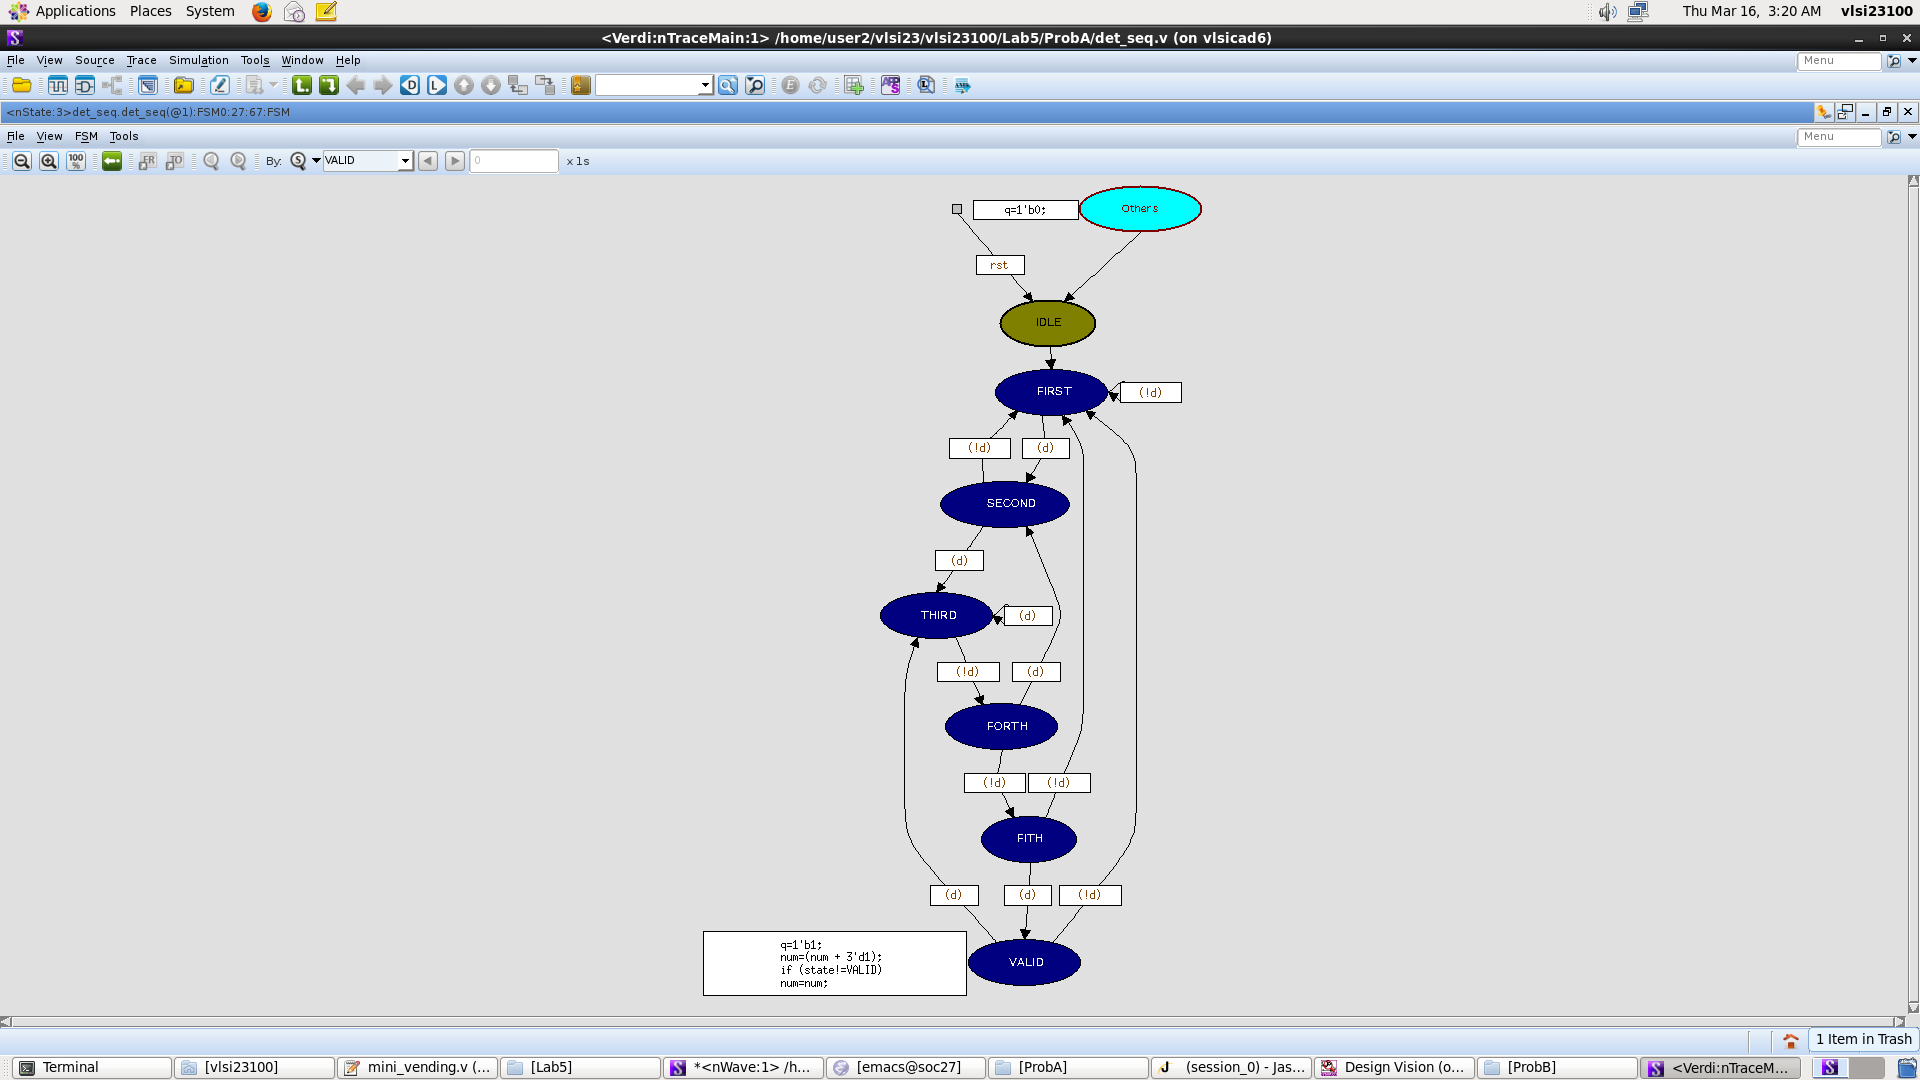 Applications Places System Thu Mar 16, 3:20 AM vlsi23100
<Verdi:nTraceMain:1> /home/user2/vlsi23/vlsi23100/Lab5/ProbA/det_seq.v (on vlsicad6)
File View Source Trace Simulation Tools Window Help Menu
<nState:3>det_seq.det_seq(@1):FSM0:27:67:FSM
File View FSM Tools Menu
100% FR TO By: VALID 0 x 1s
q=1'b0; Others
rst
IDLE
FIRST (!d)
(!d) (d)
SECOND
(d)
THIRD (d)
(!d) (d)
FORTH
(!d) (!d)
FITH
(d) (d) (!d)
q=1'b1;
num=(num + 3'd1);
if (state!=VALID)
num=num;
VALID
1 Item in Trash
Terminal [vlsi23100] mini_vending.v (... [Lab5] *<nWave:1> /h... [emacs@soc27] [ProbA] (session_0) - Jas... Design Vision (o... [ProbB] <Verdi:nTraceM...